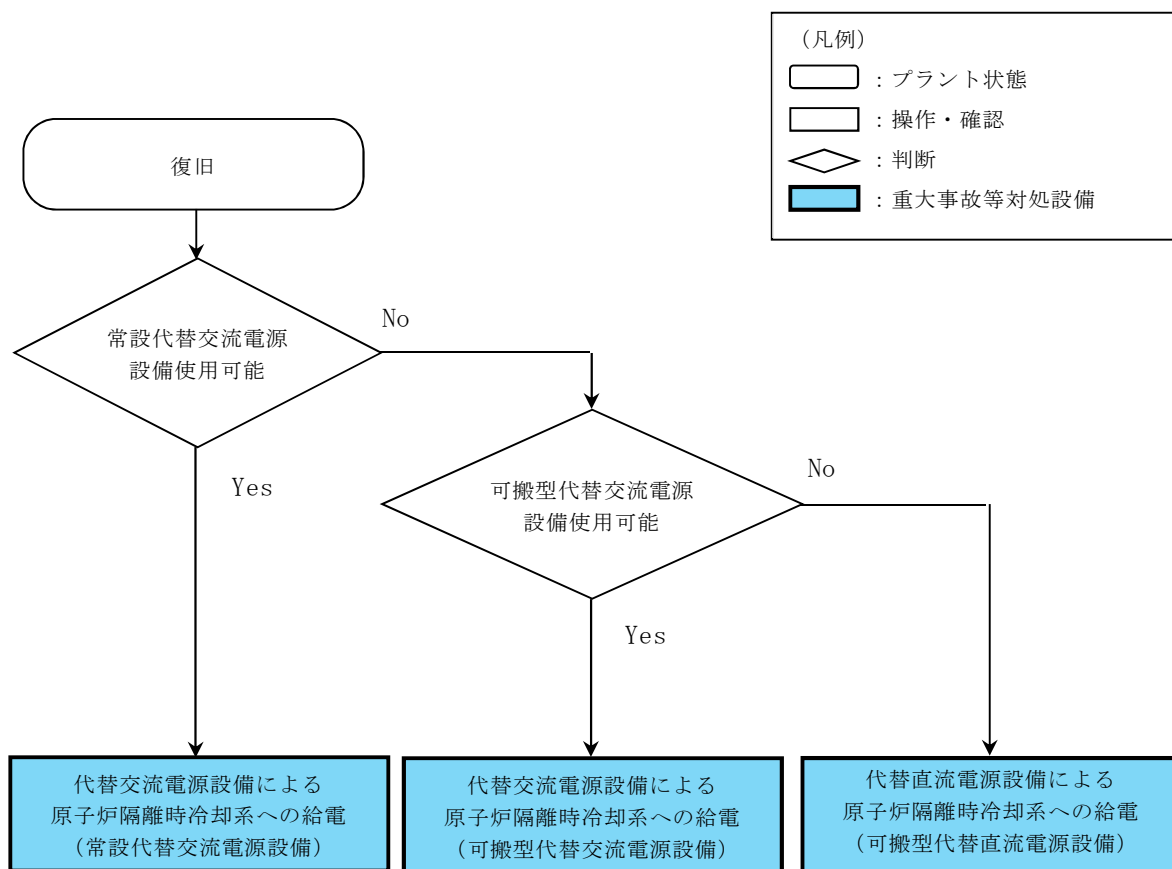 (凡例)
：プラント状態
：操作・確認
：判断
：重大事故等対処設備
復旧
常設代替交流電源
設備使用可能
No
Yes
可搬型代替交流電源
設備使用可能
No
Yes
代替交流電源設備による
原子炉隔離時冷却系への給電
（常設代替交流電源設備）
代替交流電源設備による
原子炉隔離時冷却系への給電
（可搬型代替交流電源設備）
代替直流電源設備による
原子炉隔離時冷却系への給電
（可搬型代替直流電源設備）